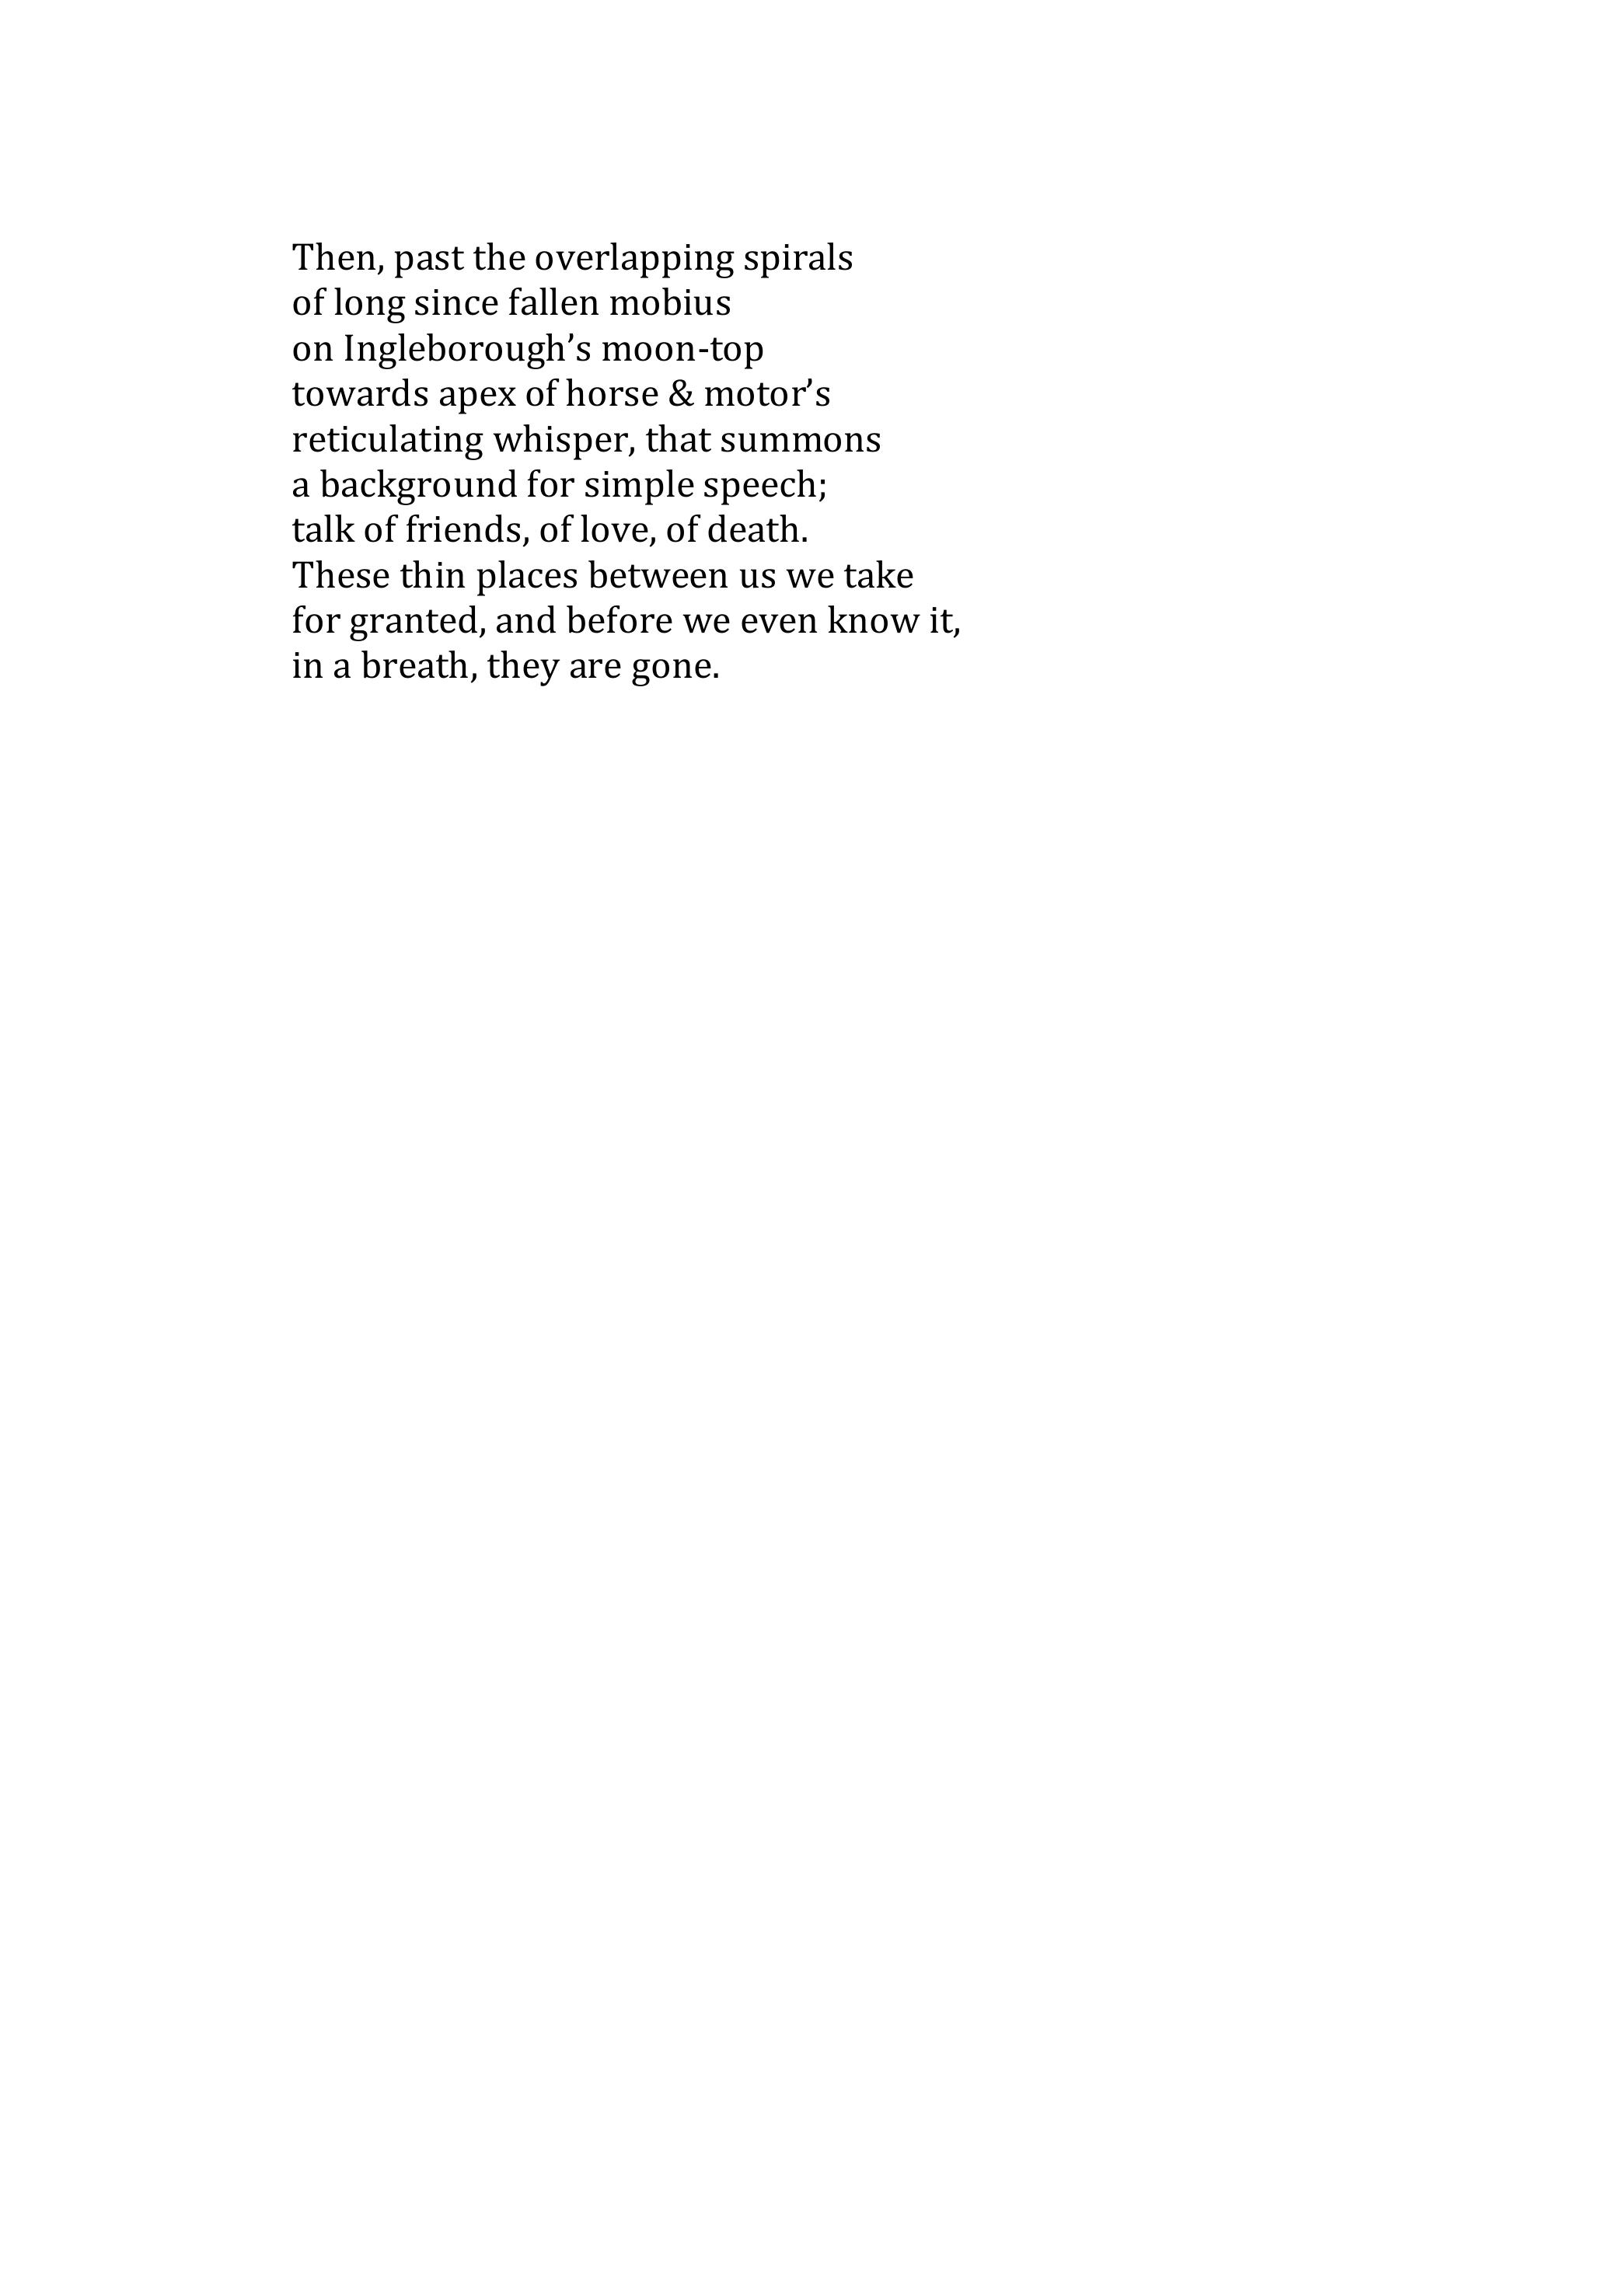 Then, past the overlapping spirals
of long since fallen mobius
on Ingleborough’s moon-top
towards apex of horse & motor’s
reticulating whisper, that summons
a background for simple speech;
talk of friends, of love, of death.
These thin places between us we take
for granted, and before we even know it,
in a breath, they are gone.